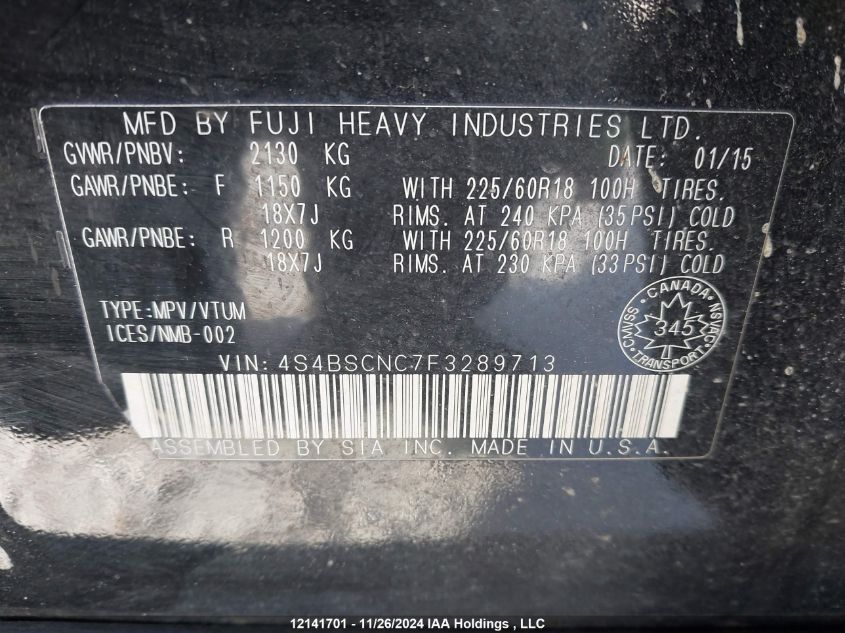 MFD BY FUJI HEAVY INDUSTRIES LTD.
GVWR/PNBV: 2130 KG DATE: 01/15
GAWR/PNBE: F 1150 KG WITH 225/60R18 100H TIRES.
18X7J RIMS. AT 240 KPA (35PSI) COLD
GAWR/PNBE: R 1200 KG WITH 225/60R18 100H TIRES.
18X7J RIMS. AT 230 KPA (33PSI) COLD
TYPE:MPV/VTUM
ICES/NMB-002
CANADA
CMVSS 345 NSVAC
TRANSPORT
VIN: 4S4BSCNC7F3289713
ASSEMBLED BY SIA INC. MADE IN U.S.A.
12141701 - 11/26/2024 IAA Holdings , LLC